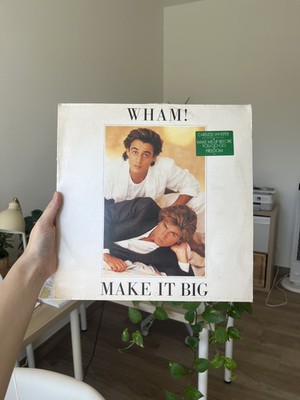 WHAM!
CARELESS WHISPER
WAKE ME UP BEFORE
YOU GO GO
FREEDOM
MAKE IT BIG